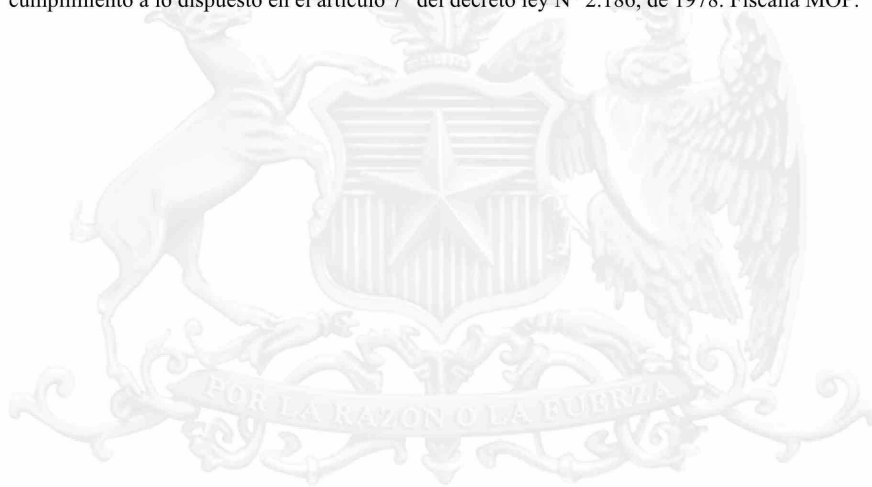 cumplimiento a lo dispuesto en el artículo 7° del decreto ley N° 2.186, de 1978. Fiscalía MOP.
POR LA RAZON O LA FUERZA